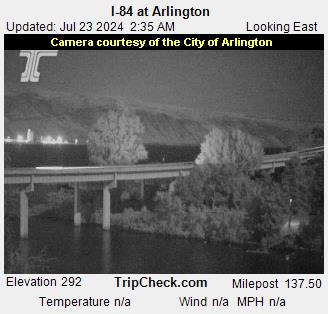 I-84 at Arlington
Updated: Jul 23 2024 2:35 AM Looking East
Camera courtesy of the City of Arlington
Elevation 292 TripCheck.com Milepost 137.50
Temperature n/a Wind n/a MPH n/a